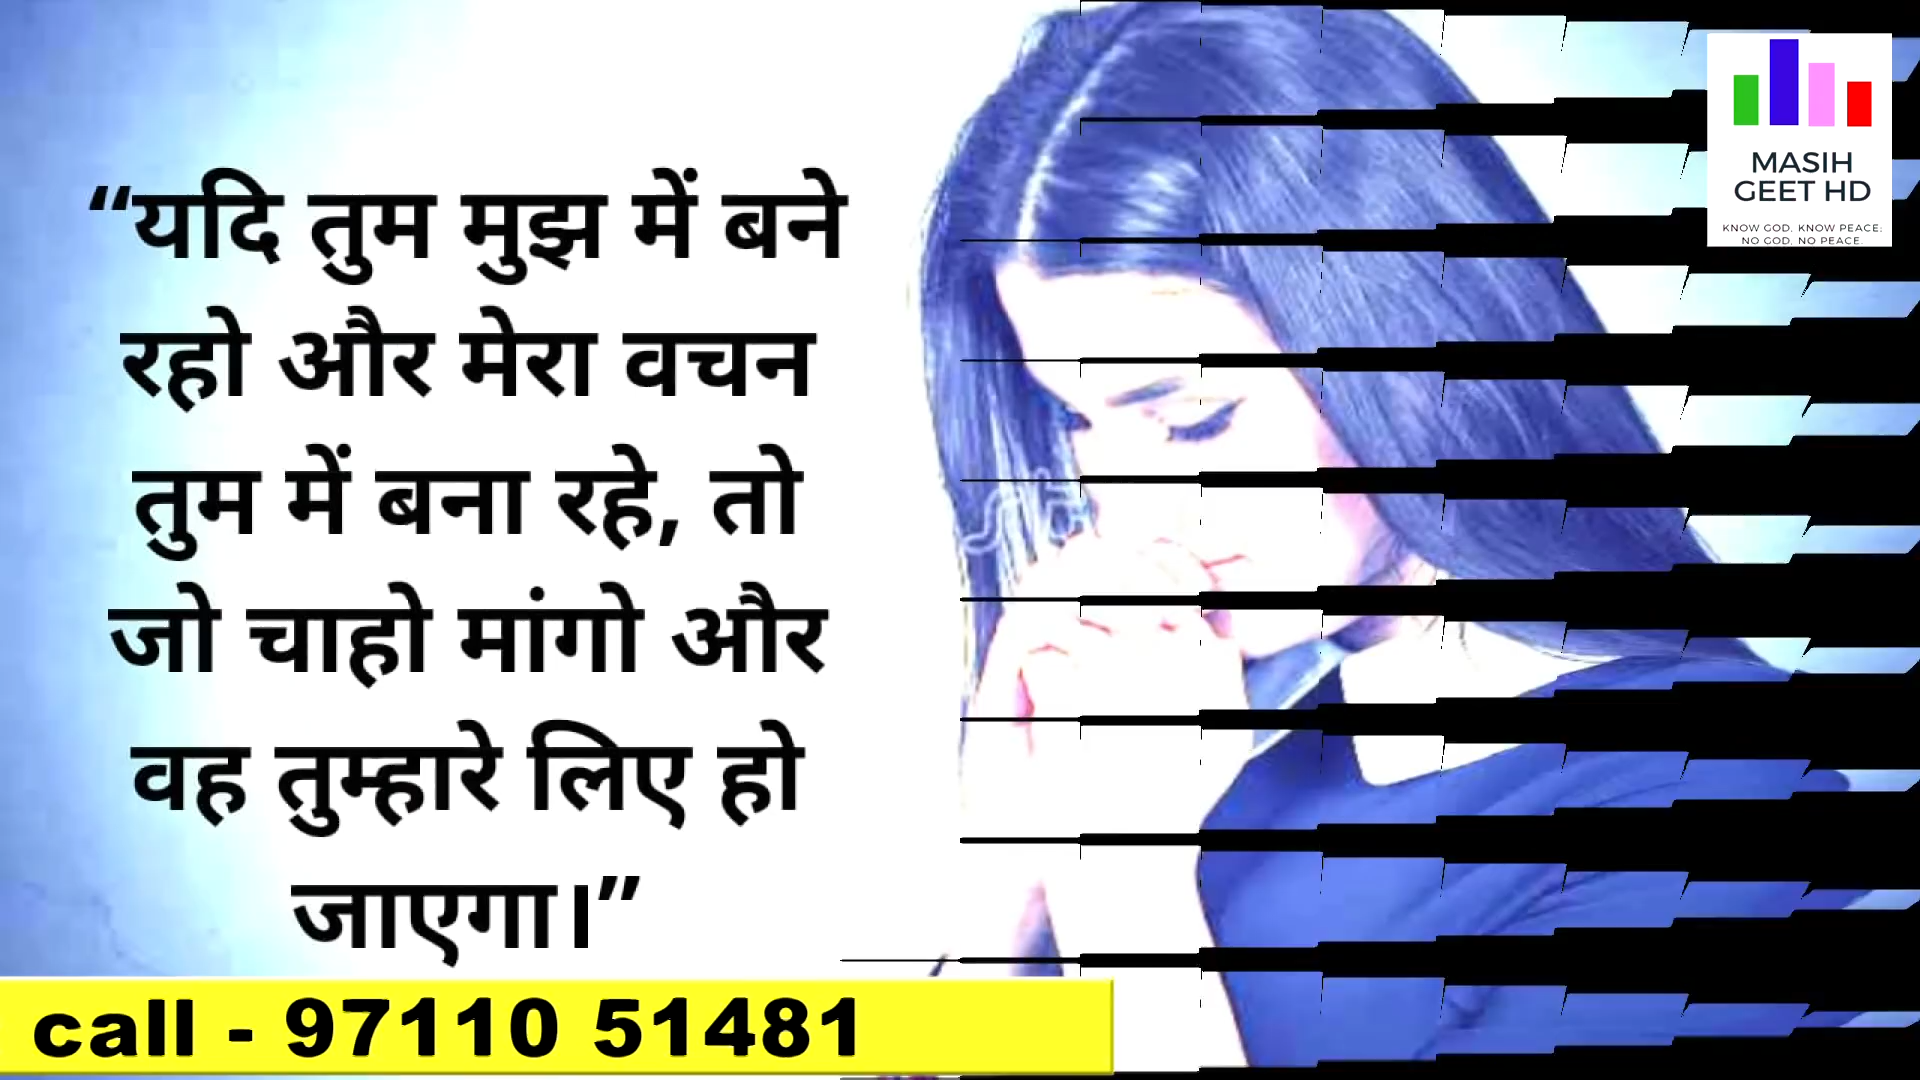 “यदि तुम मुझ में बने
रहो और मेरा वचन
तुम में बना रहे, तो
जो चाहो मांगो और
वह तुम्हारे लिए हो
जाएगा।”
MASIH
GEET HD
KNOW GOD, KNOW PEACE;
NO GOD, NO PEACE.
call - 97110 51481